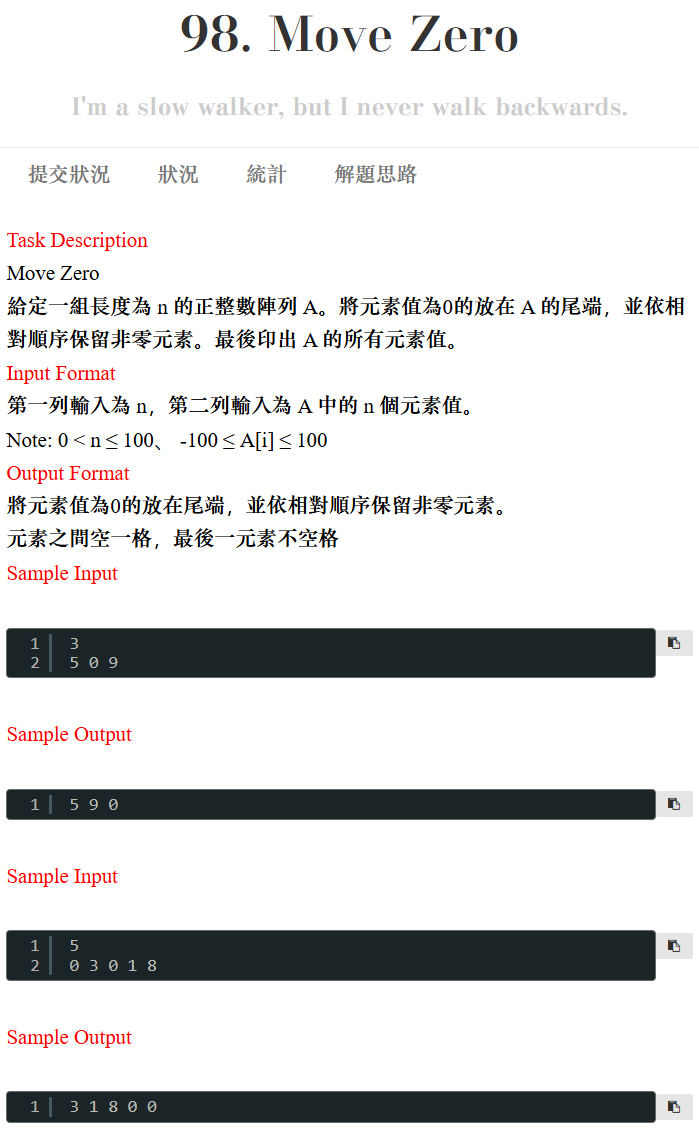 98. Move Zero
I'm a slow walker, but I never walk backwards.
提交狀況 狀況 統計 解題思路
Task Description
Move Zero
給定一組長度為 n 的正整數陣列 A。將元素值為0的放在 A 的尾端，並依相
對順序保留非零元素。最後印出 A 的所有元素值。
Input Format
第一列輸入為 n，第二列輸入為 A 中的 n 個元素值。
Note: 0 < n ≤ 100、 -100 ≤ A[i] ≤ 100
Output Format
將元素值為0的放在尾端，並依相對順序保留非零元素。
元素之間空一格，最後一元素不空格
Sample Input
1 3
2 5 0 9
Sample Output
1 5 9 0
Sample Input
1 5
2 0 3 0 1 8
Sample Output
1 3 1 8 0 0